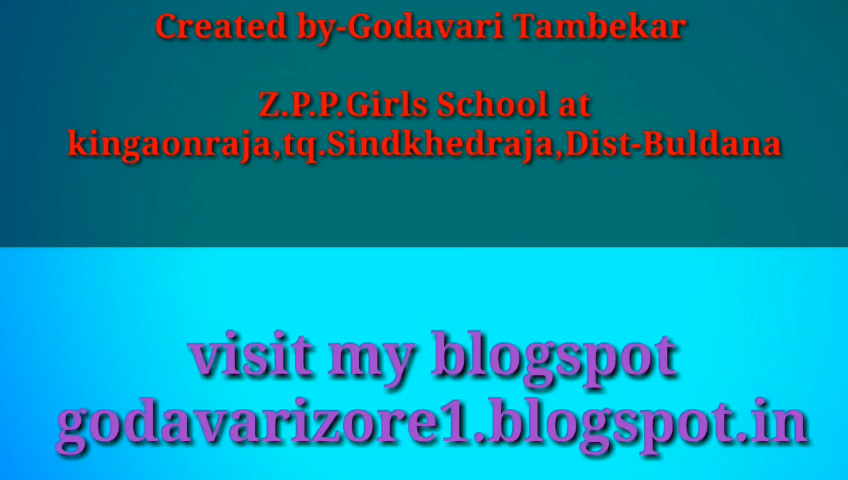 Created by-Godavari Tambekar
Z.P.P.Girls School at
kingaonraja,tq.Sindkhedraja,Dist-Buldana
visit my blogspot
godavarizore1.blogspot.in